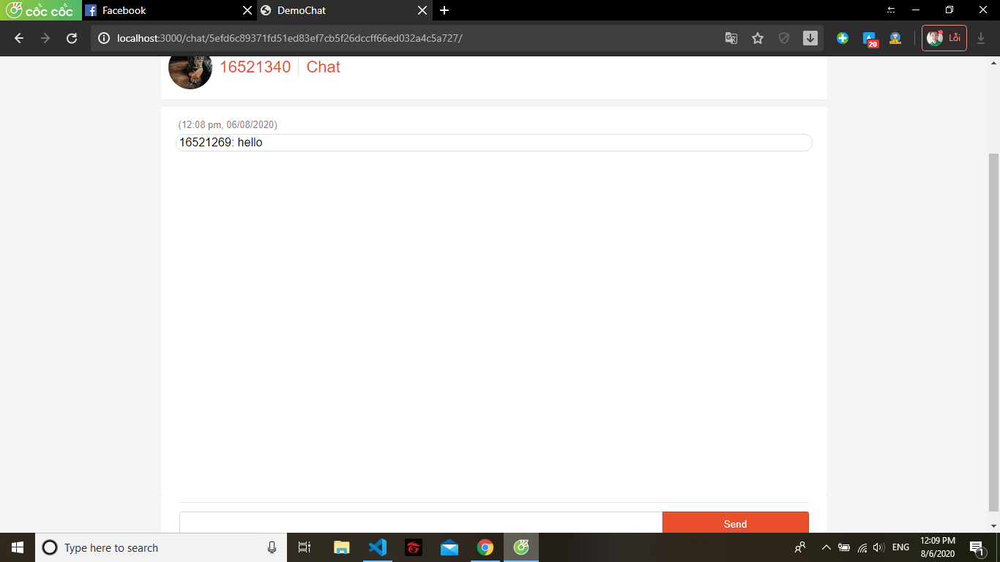 cốc cốc
Facebook
DemoChat
localhost:3000/chat/5efd6c89371fd51ed83ef7cb5f26dccff66ed032a4c5a727/
20
Lỗi
16521340
Chat
(12:08 pm, 06/08/2020)
16521269: hello
Send
Type here to search
ENG
12:09 PM
8/6/2020
1